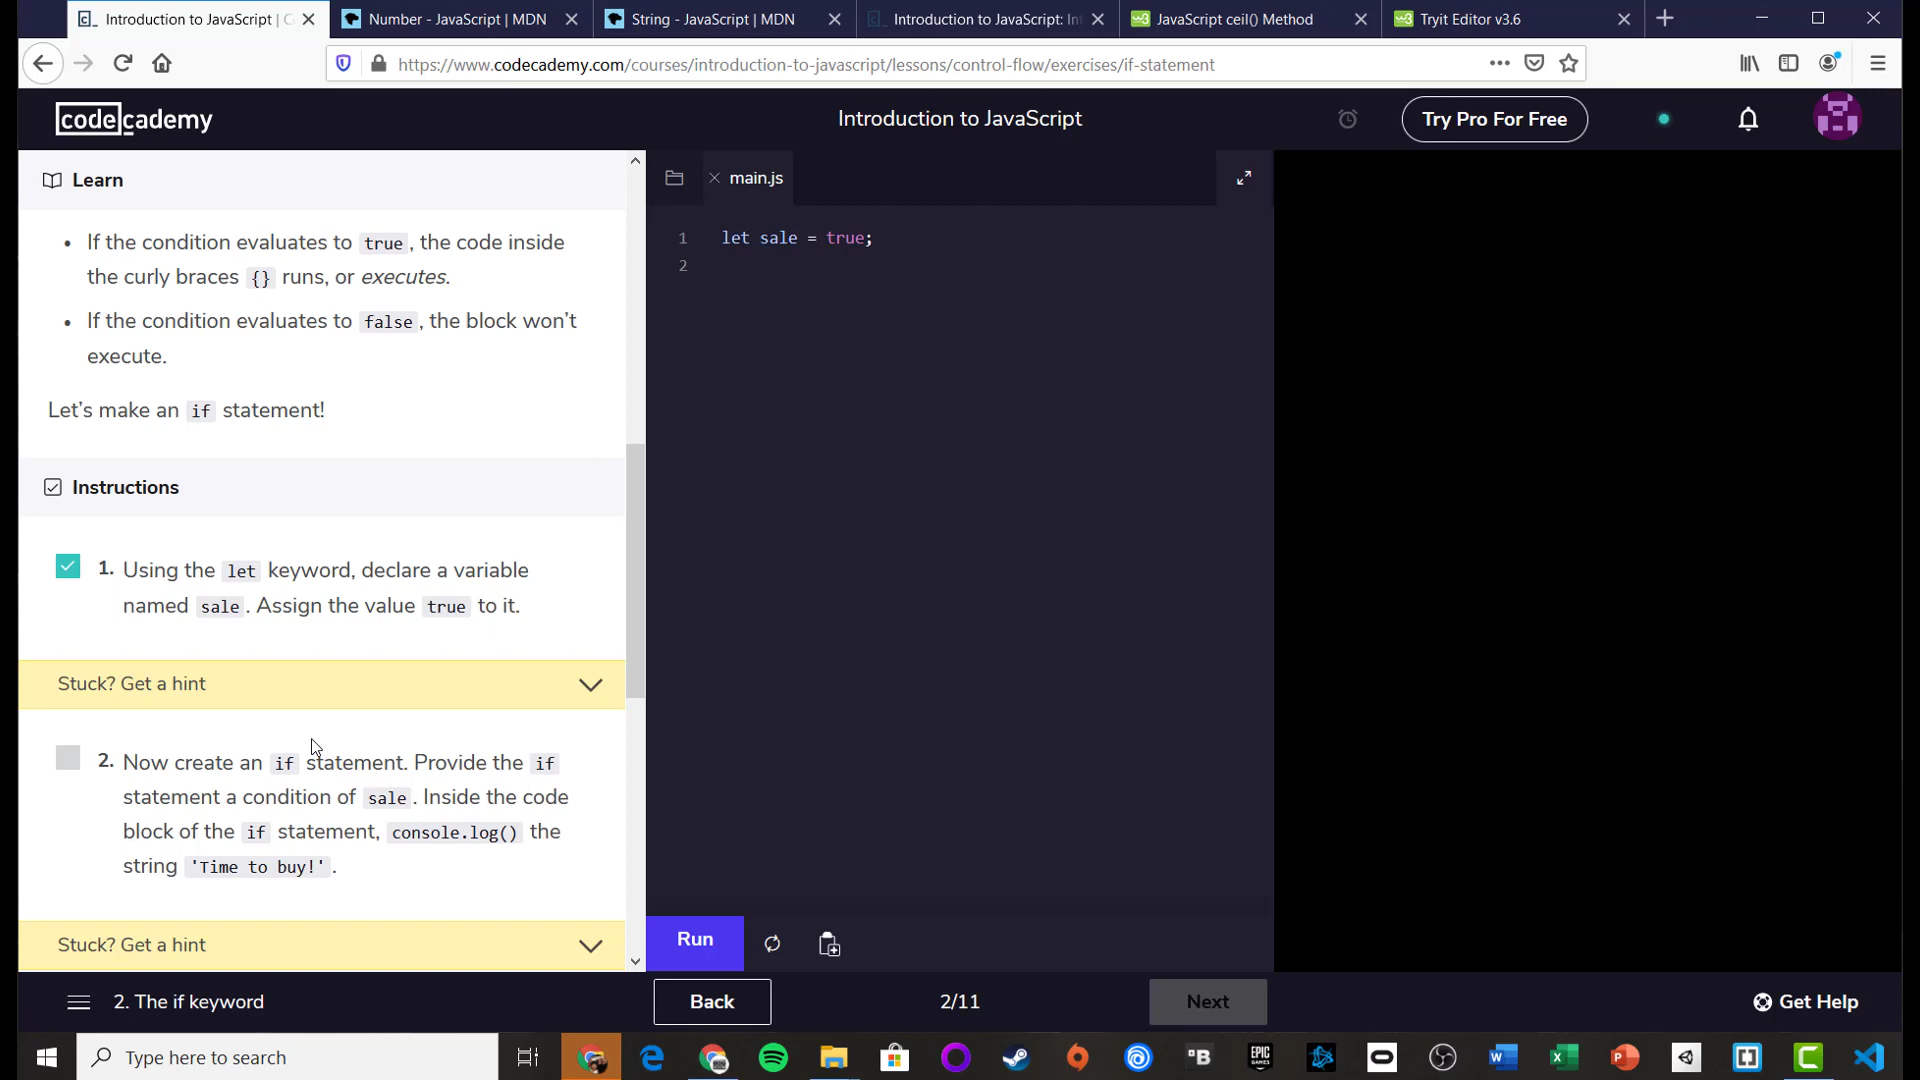 Introduction to JavaScript | C
Number - JavaScript | MDN
String - JavaScript | MDN
Introduction to JavaScript: In
JavaScript ceil() Method
Tryit Editor v3.6
https://www.codecademy.com/courses/introduction-to-javascript/lessons/control-flow/exercises/if-statement
codecademy
Introduction to JavaScript
Try Pro For Free
Learn
main.js
If the condition evaluates to true, the code inside
the curly braces {} runs, or executes.
If the condition evaluates to false, the block won't
execute.
Let's make an if statement!
Instructions
1. Using the let keyword, declare a variable
named sale. Assign the value true to it.
Stuck? Get a hint
2. Now create an if statement. Provide the if
statement a condition of sale. Inside the code
block of the if statement, console.log() the
string 'Time to buy!'.
Stuck? Get a hint
1 let sale = true;
2
Run
2. The if keyword
Back
2/11
Next
Get Help
Type here to search